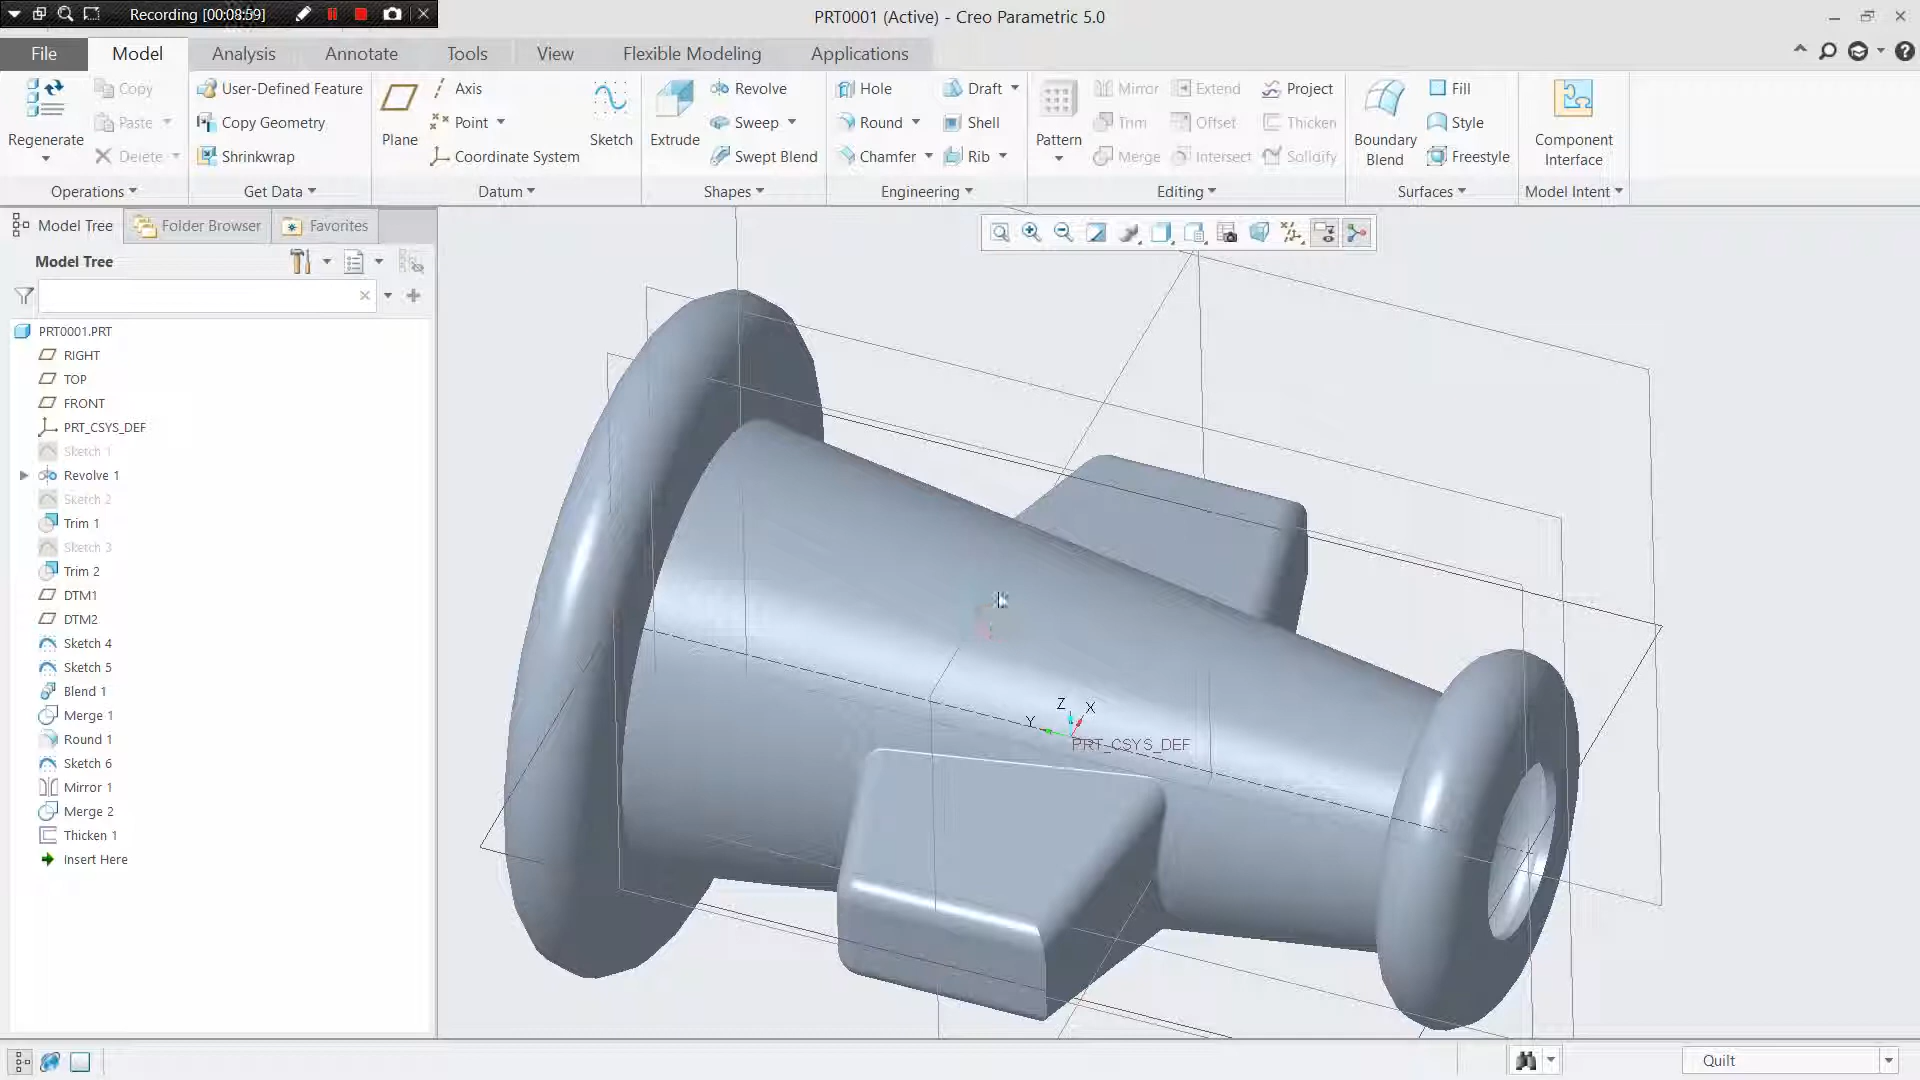 Recording [00:08:59]
PRT0001 (Active) - Creo Parametric 5.0
File Model Analysis Annotate Tools View Flexible Modeling Applications
Regenerate
Copy
Paste
Delete
Operations
User-Defined Feature
Copy Geometry
Shrinkwrap
Get Data
Plane
Axis
Point
Coordinate System
Sketch
Datum
Extrude
Revolve
Sweep
Swept Blend
Shapes
Hole
Round
Chamfer
Draft
Shell
Rib
Engineering
Pattern
Mirror
Trim
Merge
Extend
Offset
Intersect
Project
Thicken
Solidify
Editing
Boundary
Blend
Fill
Style
Freestyle
Surfaces
Component
Interface
Model Intent
Model Tree
Folder Browser
Favorites
Model Tree
PRT0001.PRT
RIGHT
TOP
FRONT
PRT_CSYS_DEF
Sketch 1
Revolve 1
Sketch 2
Trim 1
Sketch 3
Trim 2
DTM1
DTM2
Sketch 4
Sketch 5
Blend 1
Merge 1
Round 1
Sketch 6
Mirror 1
Merge 2
Thicken 1
Insert Here
Z
X
Y
PRT_CSYS_DEF
Quilt